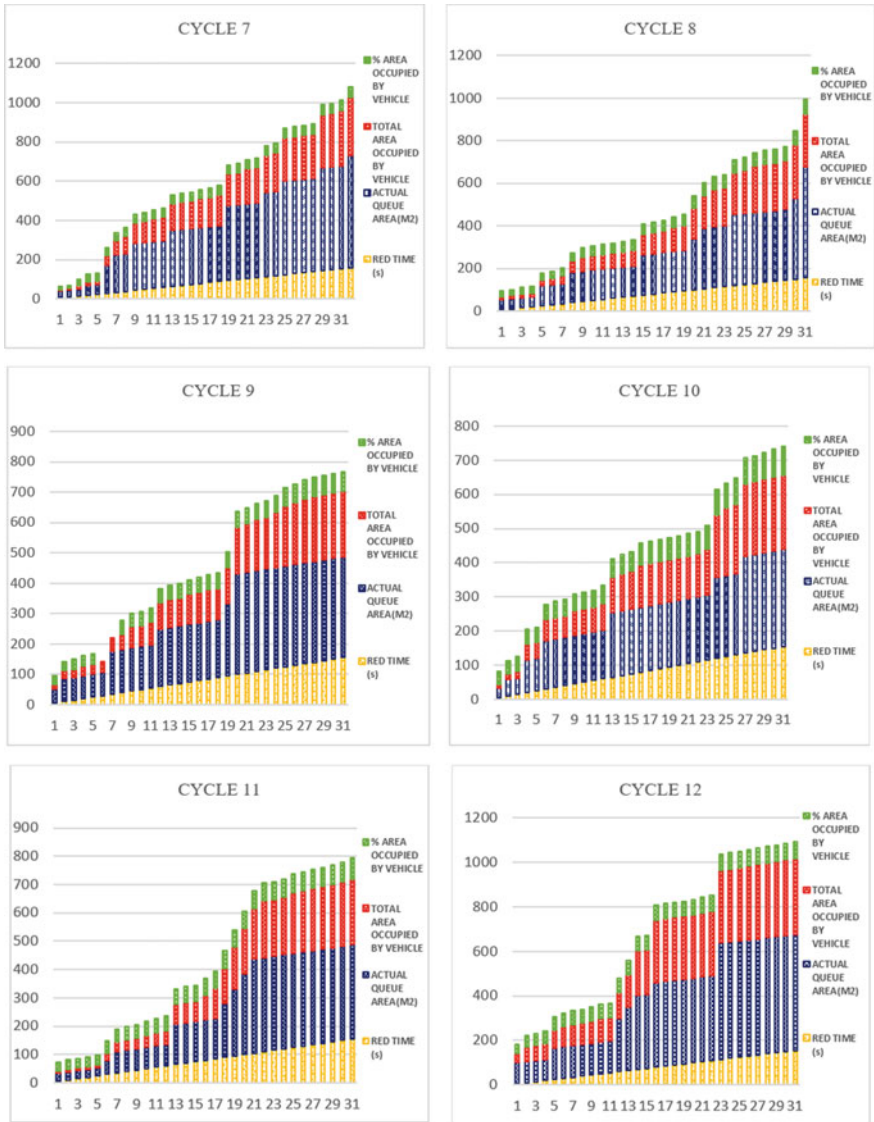 CYCLE 7
1200
1000
800
600
400
200
0
1 3 5 7 9 11 13 15 17 19 21 23 25 27 29 31
% AREA
OCCUPIED
BY
VEHICLE
TOTAL
AREA
OCCUPIED
BY
VEHICLE
ACTUAL
QUEUE
AREA(M2)
RED TIME
(s)
CYCLE 8
1200
1000
800
600
400
200
0
1 3 5 7 9 11 13 15 17 19 21 23 25 27 29 31
% AREA
OCCUPIED
BY VEHICLE
TOTAL
AREA
OCCUPIED
BY VEHICLE
ACTUAL
QUEUE
AREA(M2)
RED TIME
(s)
CYCLE 9
900
800
700
600
500
400
300
200
100
0
1 3 5 7 9 11 13 15 17 19 21 23 25 27 29 31
% AREA
OCCUPIED
BY VEHICLE
TOTAL
AREA
OCCUPIED
BY VEHICLE
ACTUAL
QUEUE
AREA(M2)
RED TIME
(s)
CYCLE 10
800
700
600
500
400
300
200
100
0
1 3 5 7 9 11 13 15 17 19 21 23 25 27 29 31
% AREA
OCCUPIED
BY
VEHICLE
TOTAL
AREA
OCCUPIED
BY VEHICLE
ACTUAL
QUEUE
AREA(M2)
RED TIME
(s)
CYCLE 11
900
800
700
600
500
400
300
200
100
0
1 3 5 7 9 11 13 15 17 19 21 23 25 27 29 31
% AREA
OCCUPIED
BY VEHICLE
TOTAL
AREA
OCCUPIED
BY VEHICLE
ACTUAL
QUEUE
AREA(M2)
RED TIME
(s)
CYCLE 12
1200
1000
800
600
400
200
0
1 3 5 7 9 11 13 15 17 19 21 23 25 27 29 31
% AREA
OCCUPIED
BY
VEHICLE
TOTAL
AREA
OCCUPIED
BY
VEHICLE
ACTUAL
QUEUE
AREA(M2)
RED TIME
(s)